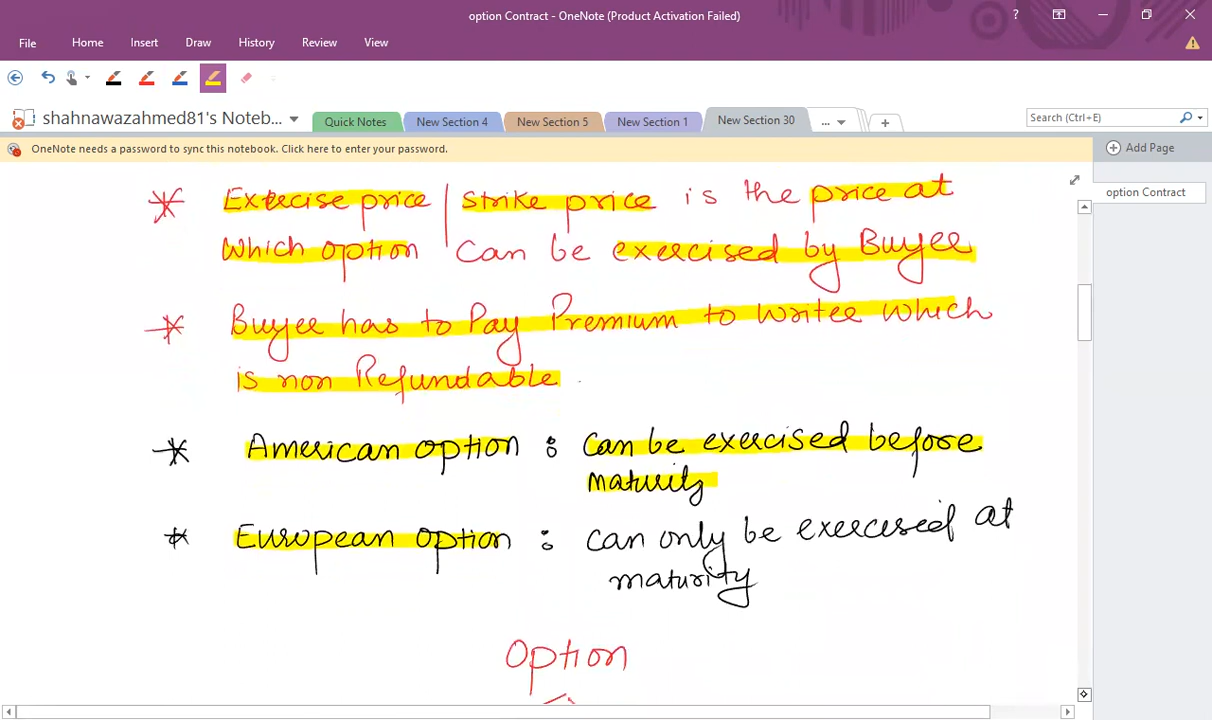 option Contract - OneNote (Product Activation Failed)
?
File Home Insert Draw History Review View
shahnawazahmed81's Noteb... Quick Notes New Section 4 New Section 5 New Section 1 New Section 30 ... + Search (Ctrl+E)
OneNote needs a password to sync this notebook. Click here to enter your password.
Add Page
option Contract
* Exercise price | strike price is the price at
Which option Can be exercised by Buyer
* Buyer has to Pay Premium to Writer Which
is non Refundable
* American option : Can be exercised before
maturity
* European option : can only be exercised at
maturity
Option